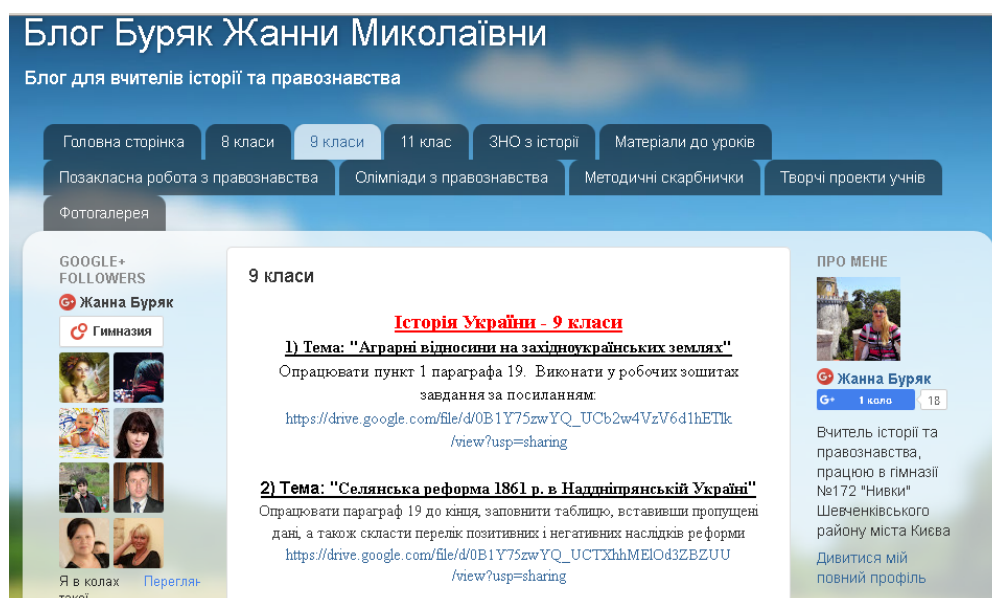 Блог Буряк Жанни Миколаївни
Блог для вчителів історії та правознавства
Головна сторінка
8 класи
9 класи
11 клас
ЗНО з історії
Матеріали до уроків
Позакласна робота з правознавства
Олімпіади з правознавства
Методичні скарбнички
Творчі проекти учнів
Фотогалерея
GOOGLE+
FOLLOWERS
Жанна Буряк
Гимназия
Я в колах
Переглян
такої
9 класи
Історія України - 9 класи
1) Тема: "Аграрні відносини на західноукраїнських землях"
Опрацювати пункт 1 параграфа 19. Виконати у робочих зошитах
завдання за посиланням:
https://drive.google.com/file/d/0B1Y75zwYQ_UCb2w4VzV6d1hETlk
/view?usp=sharing
2) Тема: "Селянська реформа 1861 р. в Наддніпрянській Україні"
Опрацювати параграф 19 до кінця, заповнити таблицю, вставивши пропущені
дані, а також скласти перелік позитивних і негативних наслідків реформи
https://drive.google.com/file/d/0B1Y75zwYQ_UCTXhhMElOd3ZBZUU
/view?usp=sharing
ПРО МЕНЕ
Жанна Буряк
G+ 1 кола 18
Вчитель історії та
правознавства,
працюю в гімназії
№172 "Нивки"
Шевченківського
району міста Києва
Дивитися мій
повний профіль